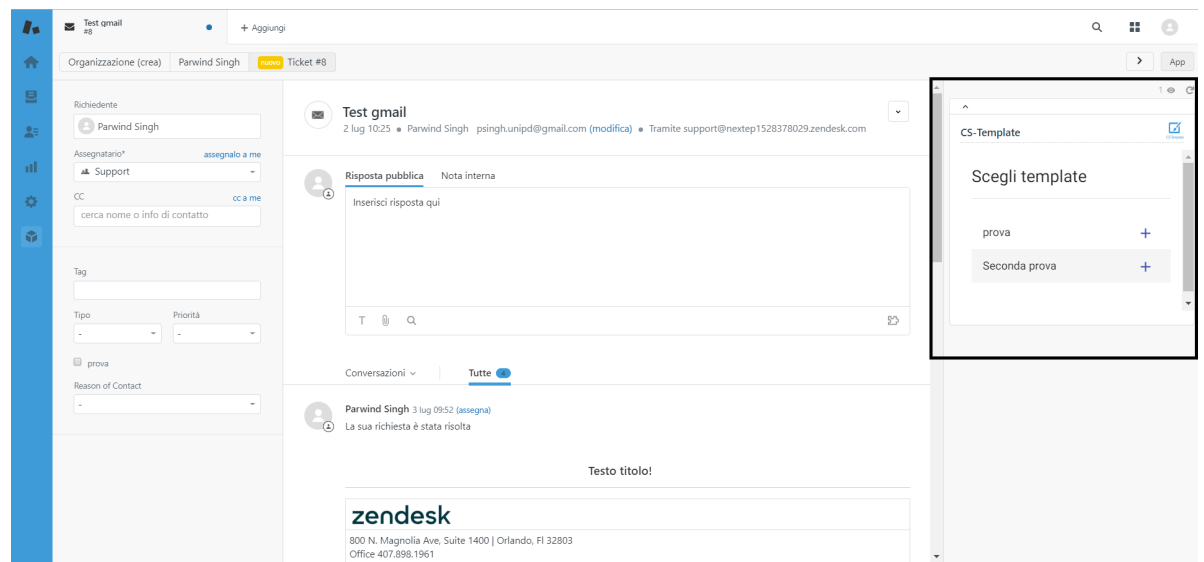 Test gmail
#8
+ Aggiungi
Organizzazione (crea)
Parwind Singh
nuovo Ticket #8
App
Richiedente
Parwind Singh
Assegnatario*
assegnalo a me
Support
CC
cc a me
cerca nome o info di contatto
Tag
Tipo
Priorità
-
-
prova
Reason of Contact
-
Test gmail
2 lug 10:25 • Parwind Singh psingh.unipd@gmail.com (modifica) • Tramite support@nextep1528378029.zendesk.com
Risposta pubblica
Nota interna
Inserisci risposta qui
T
Conversazioni
Tutte 4
Parwind Singh 3 lug 09:52 (assegna)
La sua richiesta è stata risolta
Testo titolo!
zendesk
800 N. Magnolia Ave, Suite 1400 | Orlando, Fl 32803
Office 407.898.1961
1
CS-Template
Scegli template
prova +
Seconda prova +